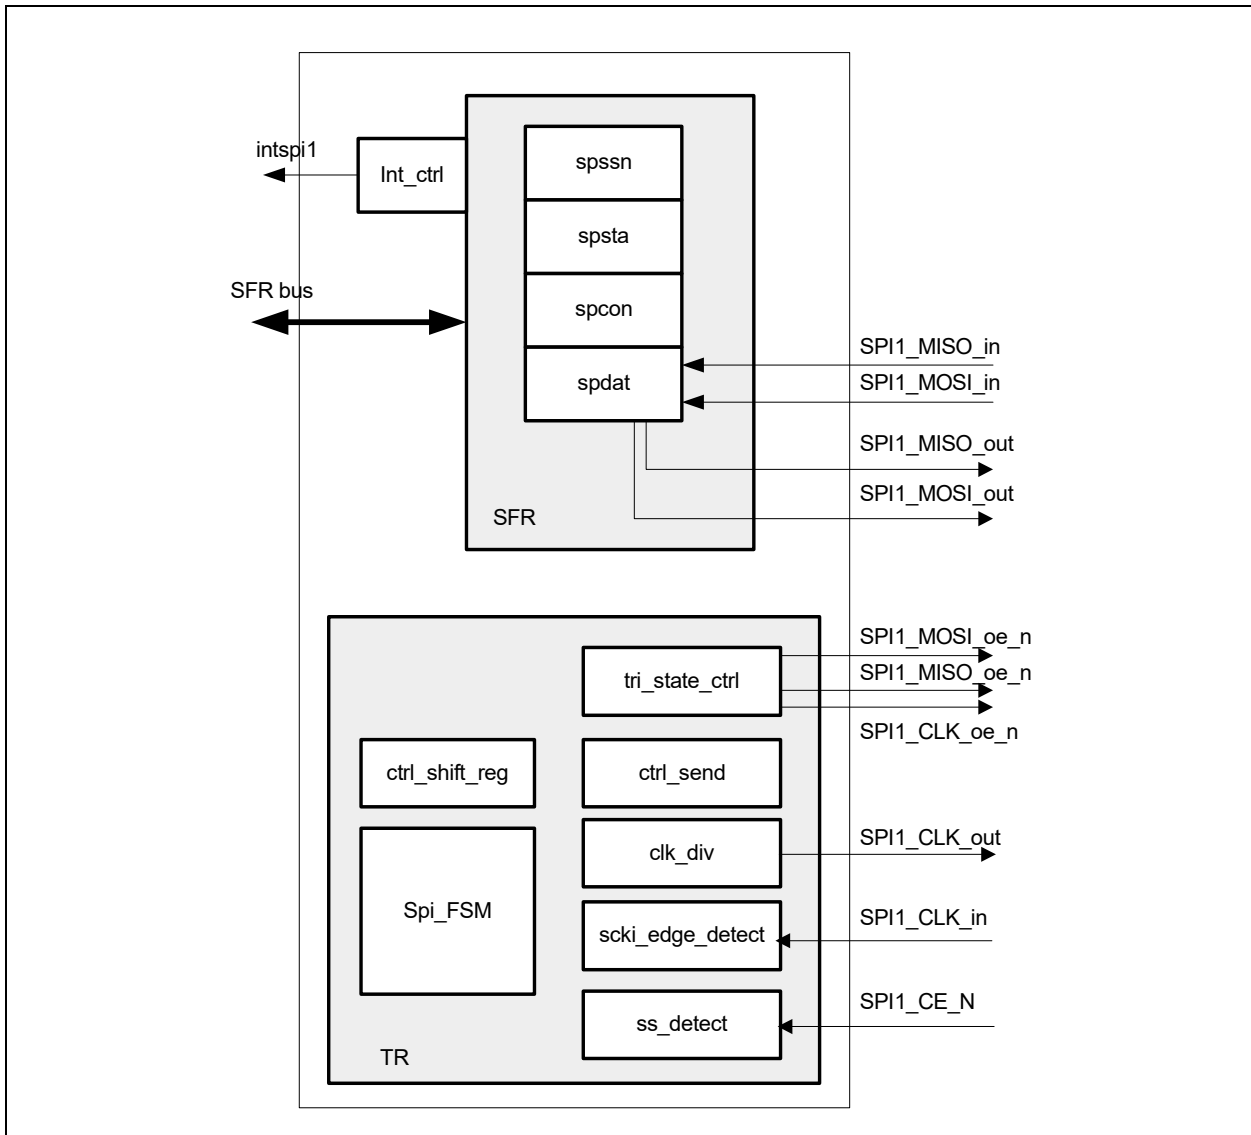 intspi1
Int_ctrl
spssn
spsta
SFR bus
spcon
spdat
SPI1_MISO_in
SPI1_MOSI_in
SPI1_MISO_out
SPI1_MOSI_out
SFR
SPI1_MOSI_oe_n
tri_state_ctrl
SPI1_MISO_oe_n
SPI1_CLK_oe_n
ctrl_shift_reg
ctrl_send
clk_div
SPI1_CLK_out
Spi_FSM
scki_edge_detect
SPI1_CLK_in
ss_detect
SPI1_CE_N
TR